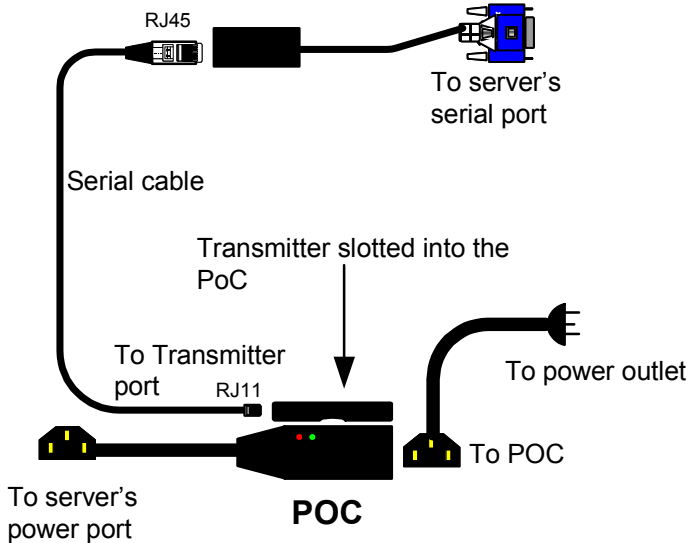 RJ45
To server's
serial port
Serial cable
Transmitter slotted into the
PoC
To Transmitter
port
RJ11
To power outlet
To POC
To server's
power port
POC